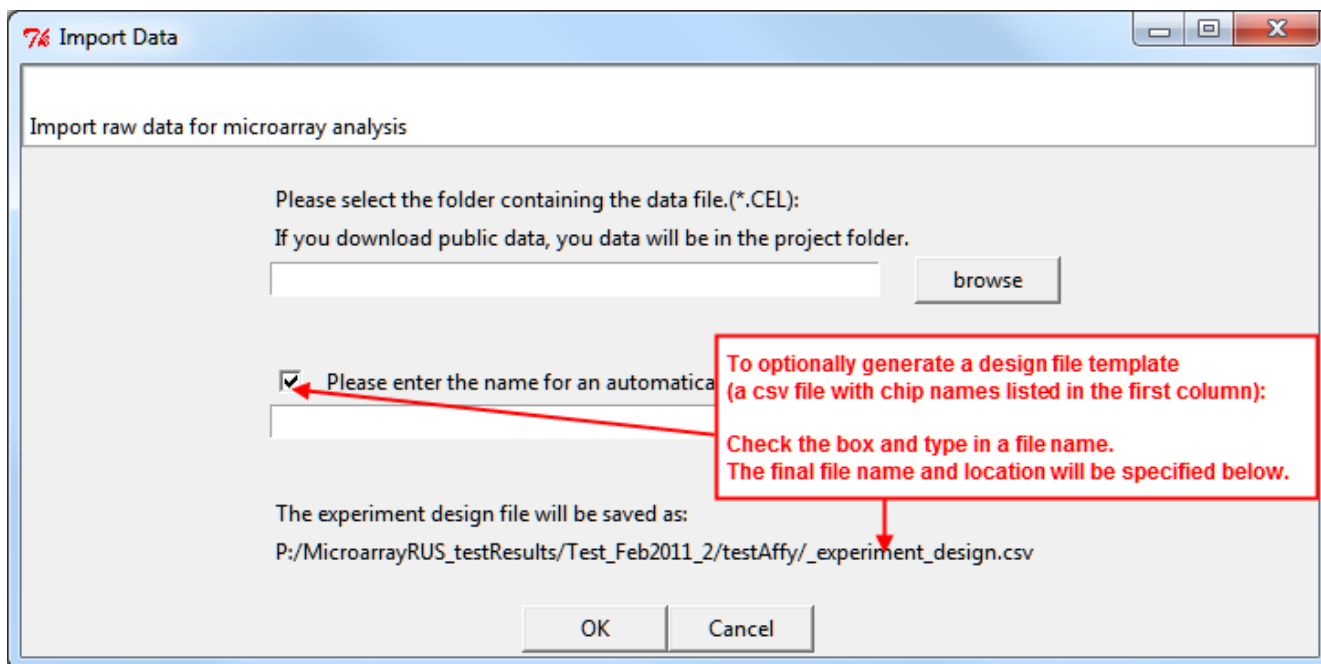 Import Data
Import raw data for microarray analysis
Please select the folder containing the data file.(*.CEL):
If you download public data, you data will be in the project folder.
browse
Please enter the name for an automatica
To optionally generate a design file template
(a csv file with chip names listed in the first column):
Check the box and type in a file name.
The final file name and location will be specified below.
The experiment design file will be saved as:
P:/MicroarrayRUS_testResults/Test_Feb2011_2/testAffy/_experiment_design.csv
OK Cancel